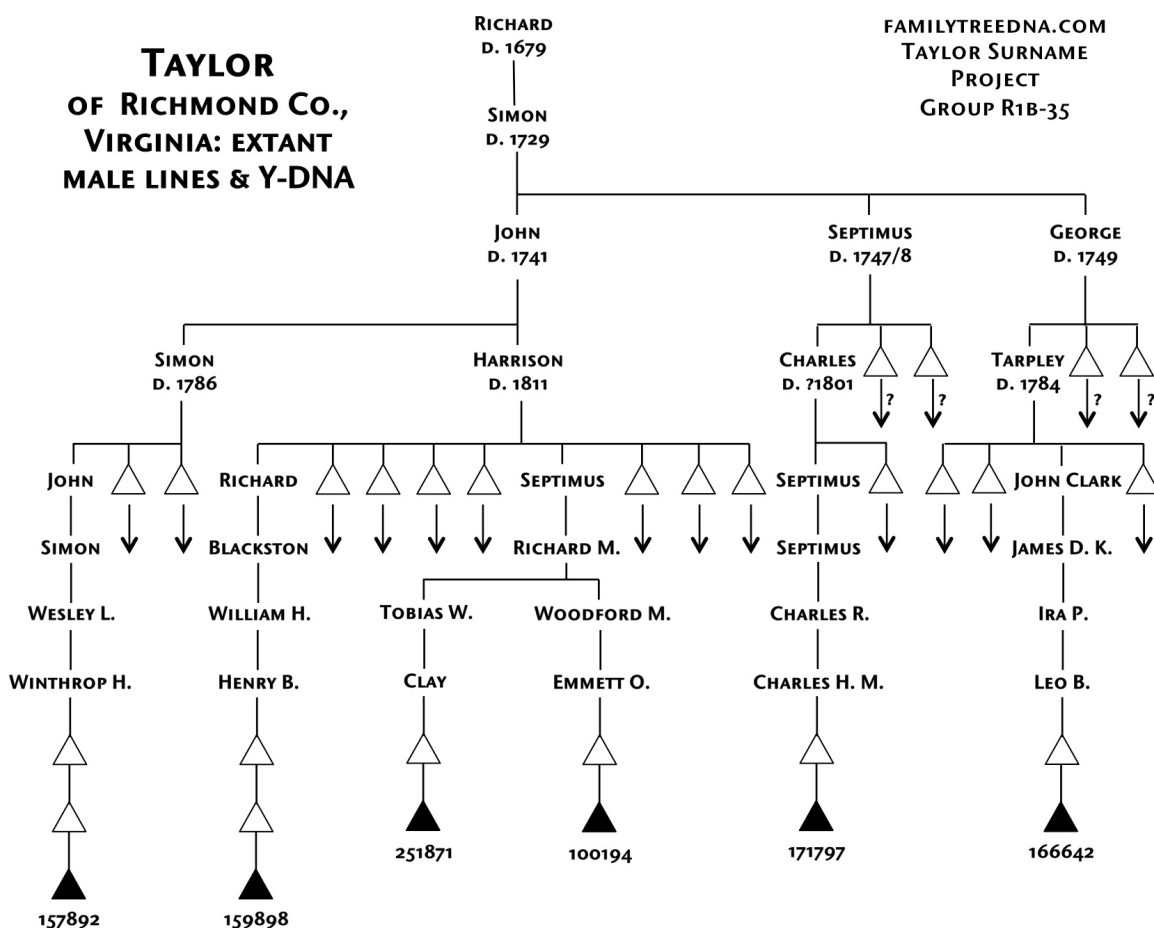 Taylor
of Richmond Co.,
Virginia: extant
male lines & Y-DNA
familytreedna.com
Taylor Surname
Project
Group R1b-35
Richard
d. 1679
Simon
d. 1729
John
d. 1741
Septimus
d. 1747/8
George
d. 1749
Simon
d. 1786
Harrison
d. 1811
Charles
d. ?1801
Tarpley
d. 1784
? ? ? ?
John Richard Septimus Septimus John Clark
Simon Blackston Richard M. Septimus James D. K.
Wesley L. William H. Tobias W. Woodford M. Charles R. Ira P.
Winthrop H. Henry B. Clay Emmett O. Charles H. M. Leo B.
251871 100194 171797 166642
157892 159898